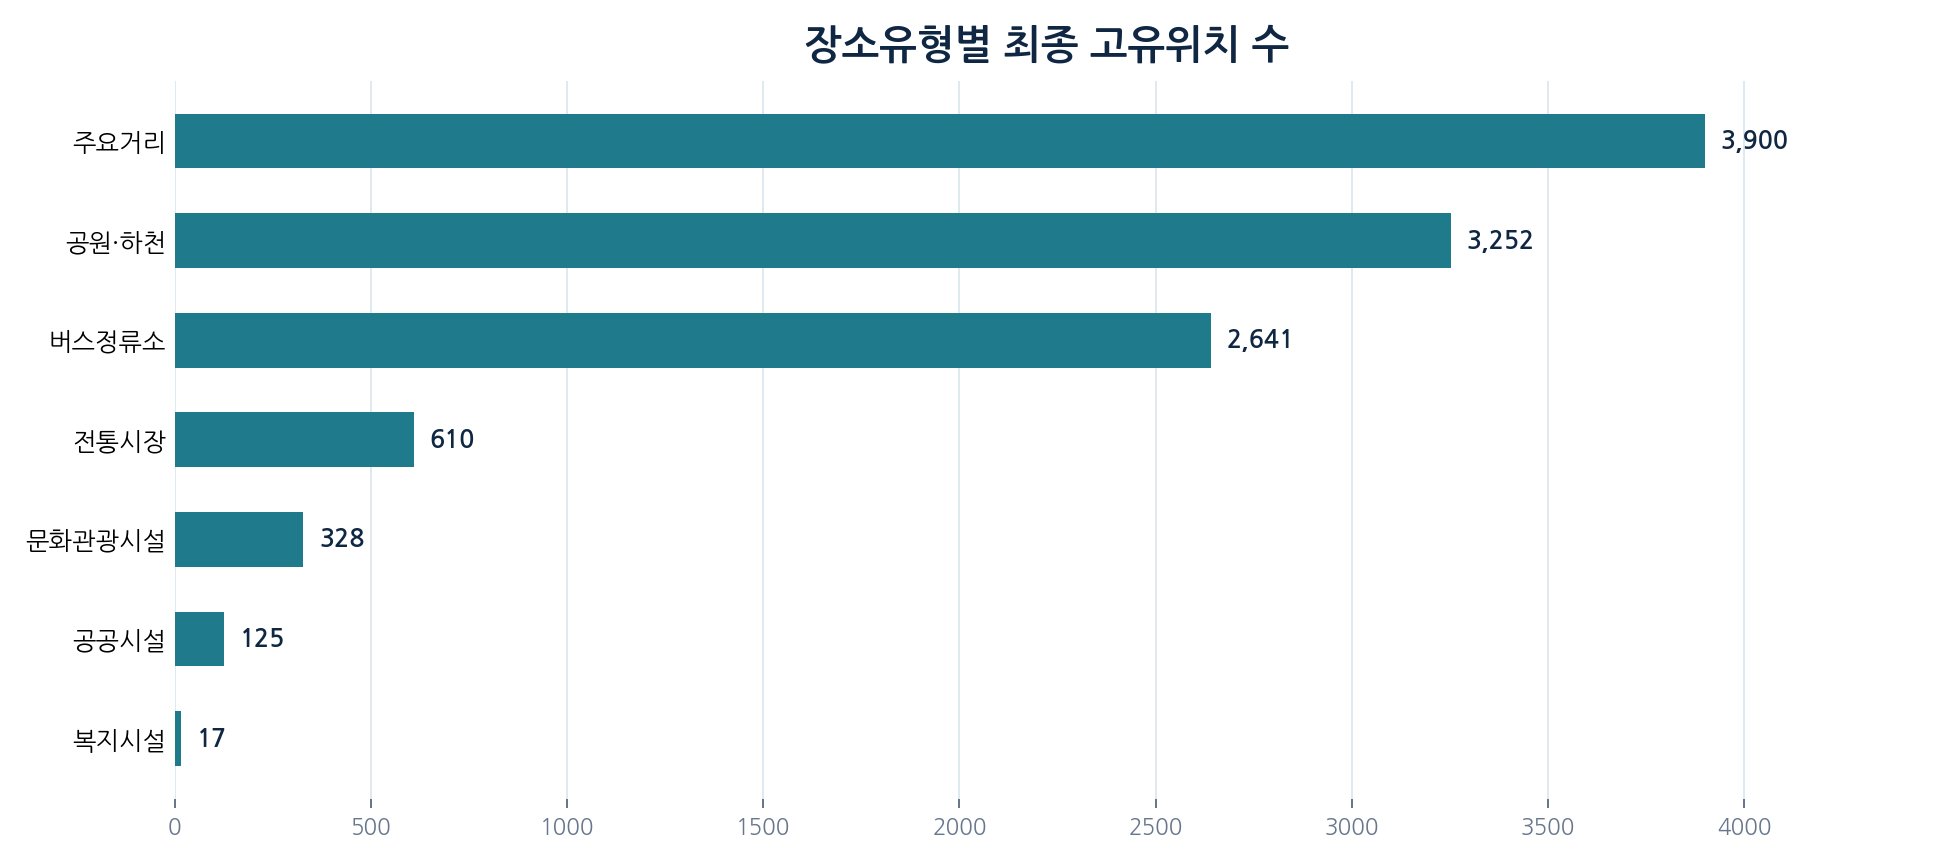 장소유형별 최종 고유위치 수
주요거리 3,900
공원·하천 3,252
버스정류소 2,641
전통시장 610
문화관광시설 328
공공시설 125
복지시설 17
0 500 1000 1500 2000 2500 3000 3500 4000